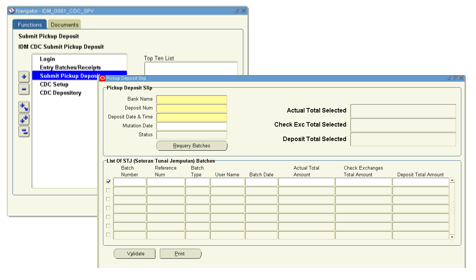 Navigator - IDM_0001_CDC_SPV
Functions Documents
Submit Pickup Deposit
IDM CDC Submit Pickup Deposit
Login
Entry Batches/Receipts
Submit Pickup Deposit
CDC Setup
CDC Depository
Top Ten List
Pickup Deposit Slip
Pickup Deposit Slip
Bank Name
Deposit Num
Deposit Date & Time
Mutation Date
Status
Requery Batches
Actual Total Selected
Check Exc Total Selected
Deposit Total Selected
List Of STJ (Setoran Tunai Jemputan) Batches
Batch Number
Reference Num
Batch Type
User Name
Batch Date
Actual Total Amount
Check Exchanges Total Amount
Deposit Total Amount
Validate
Print